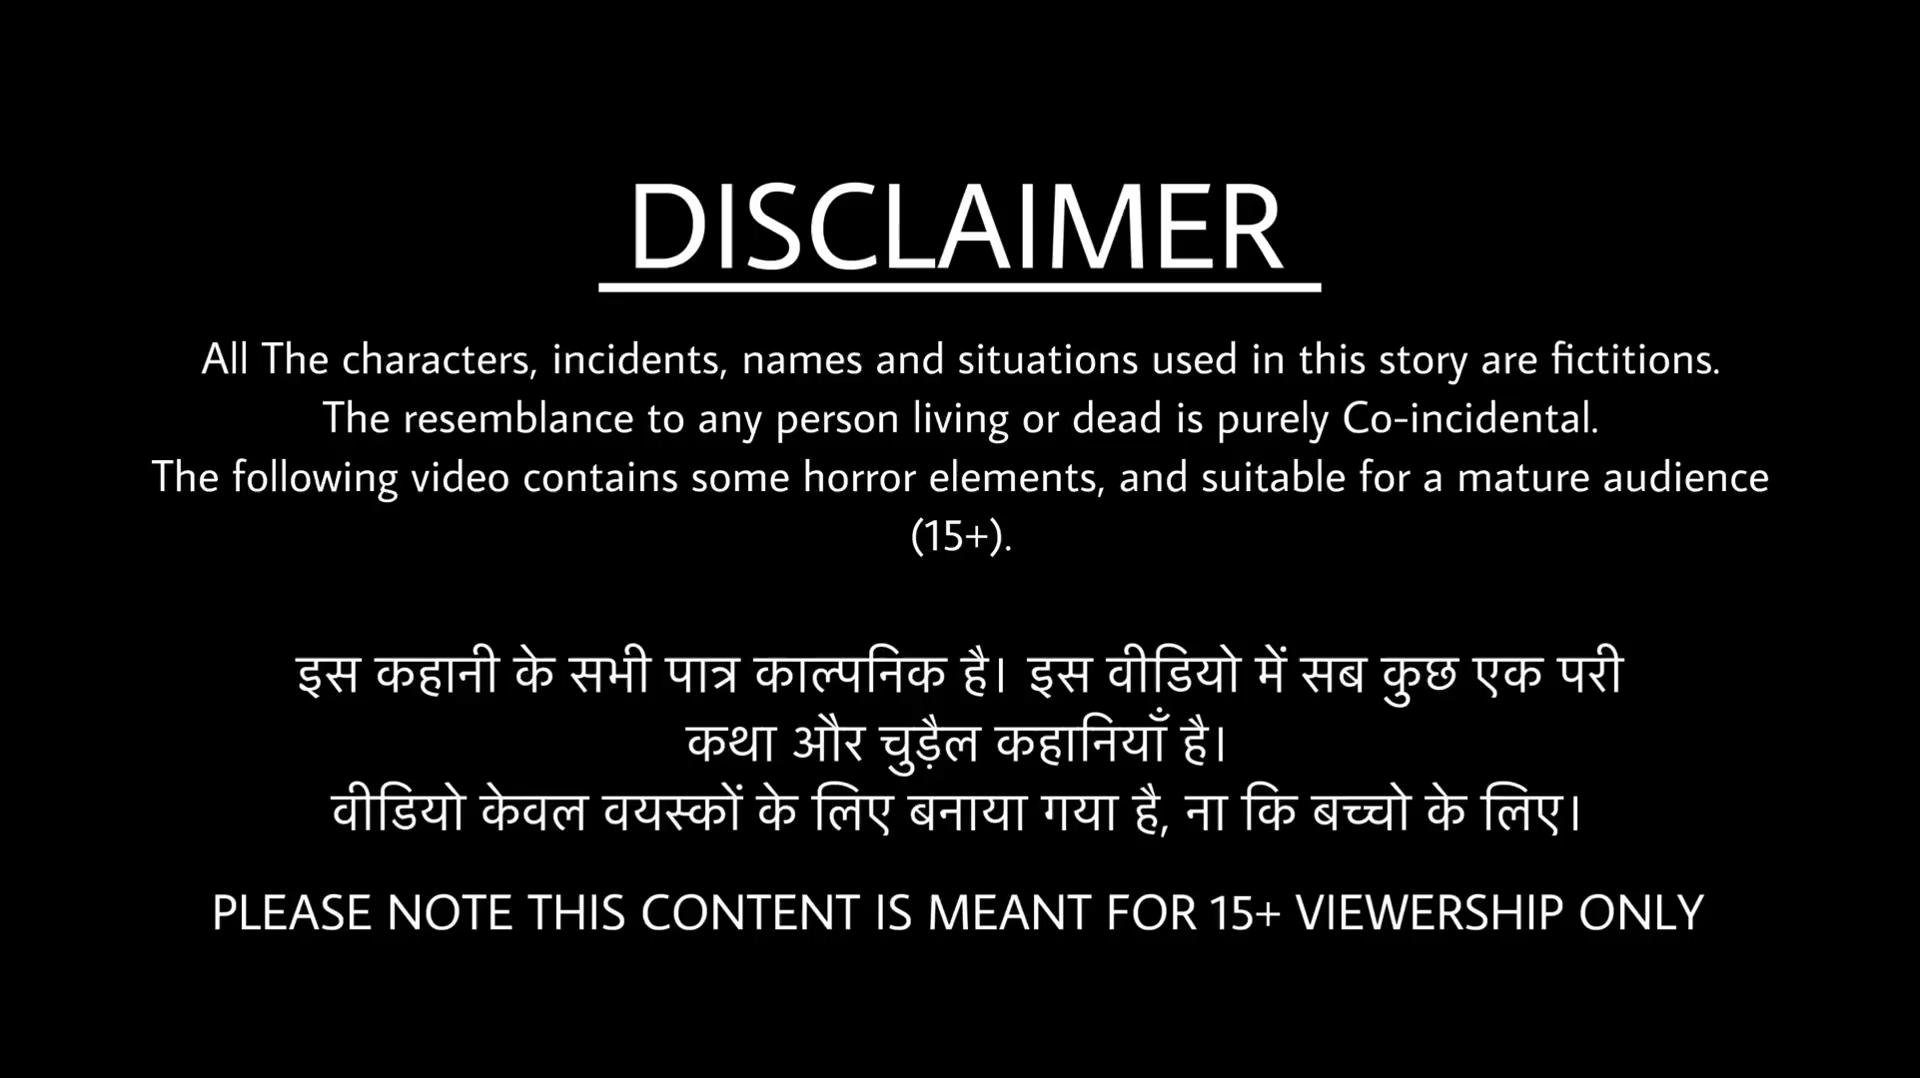 DISCLAIMER
All The characters, incidents, names and situations used in this story are fictitions.
The resemblance to any person living or dead is purely Co-incidental.
The following video contains some horror elements, and suitable for a mature audience
(15+).
इस कहानी के सभी पात्र काल्पनिक है। इस वीडियो में सब कुछ एक परी
कथा और चुड़ैल कहानियाँ है।
वीडियो केवल वयस्कों के लिए बनाया गया है, ना कि बच्चो के लिए।
PLEASE NOTE THIS CONTENT IS MEANT FOR 15+ VIEWERSHIP ONLY